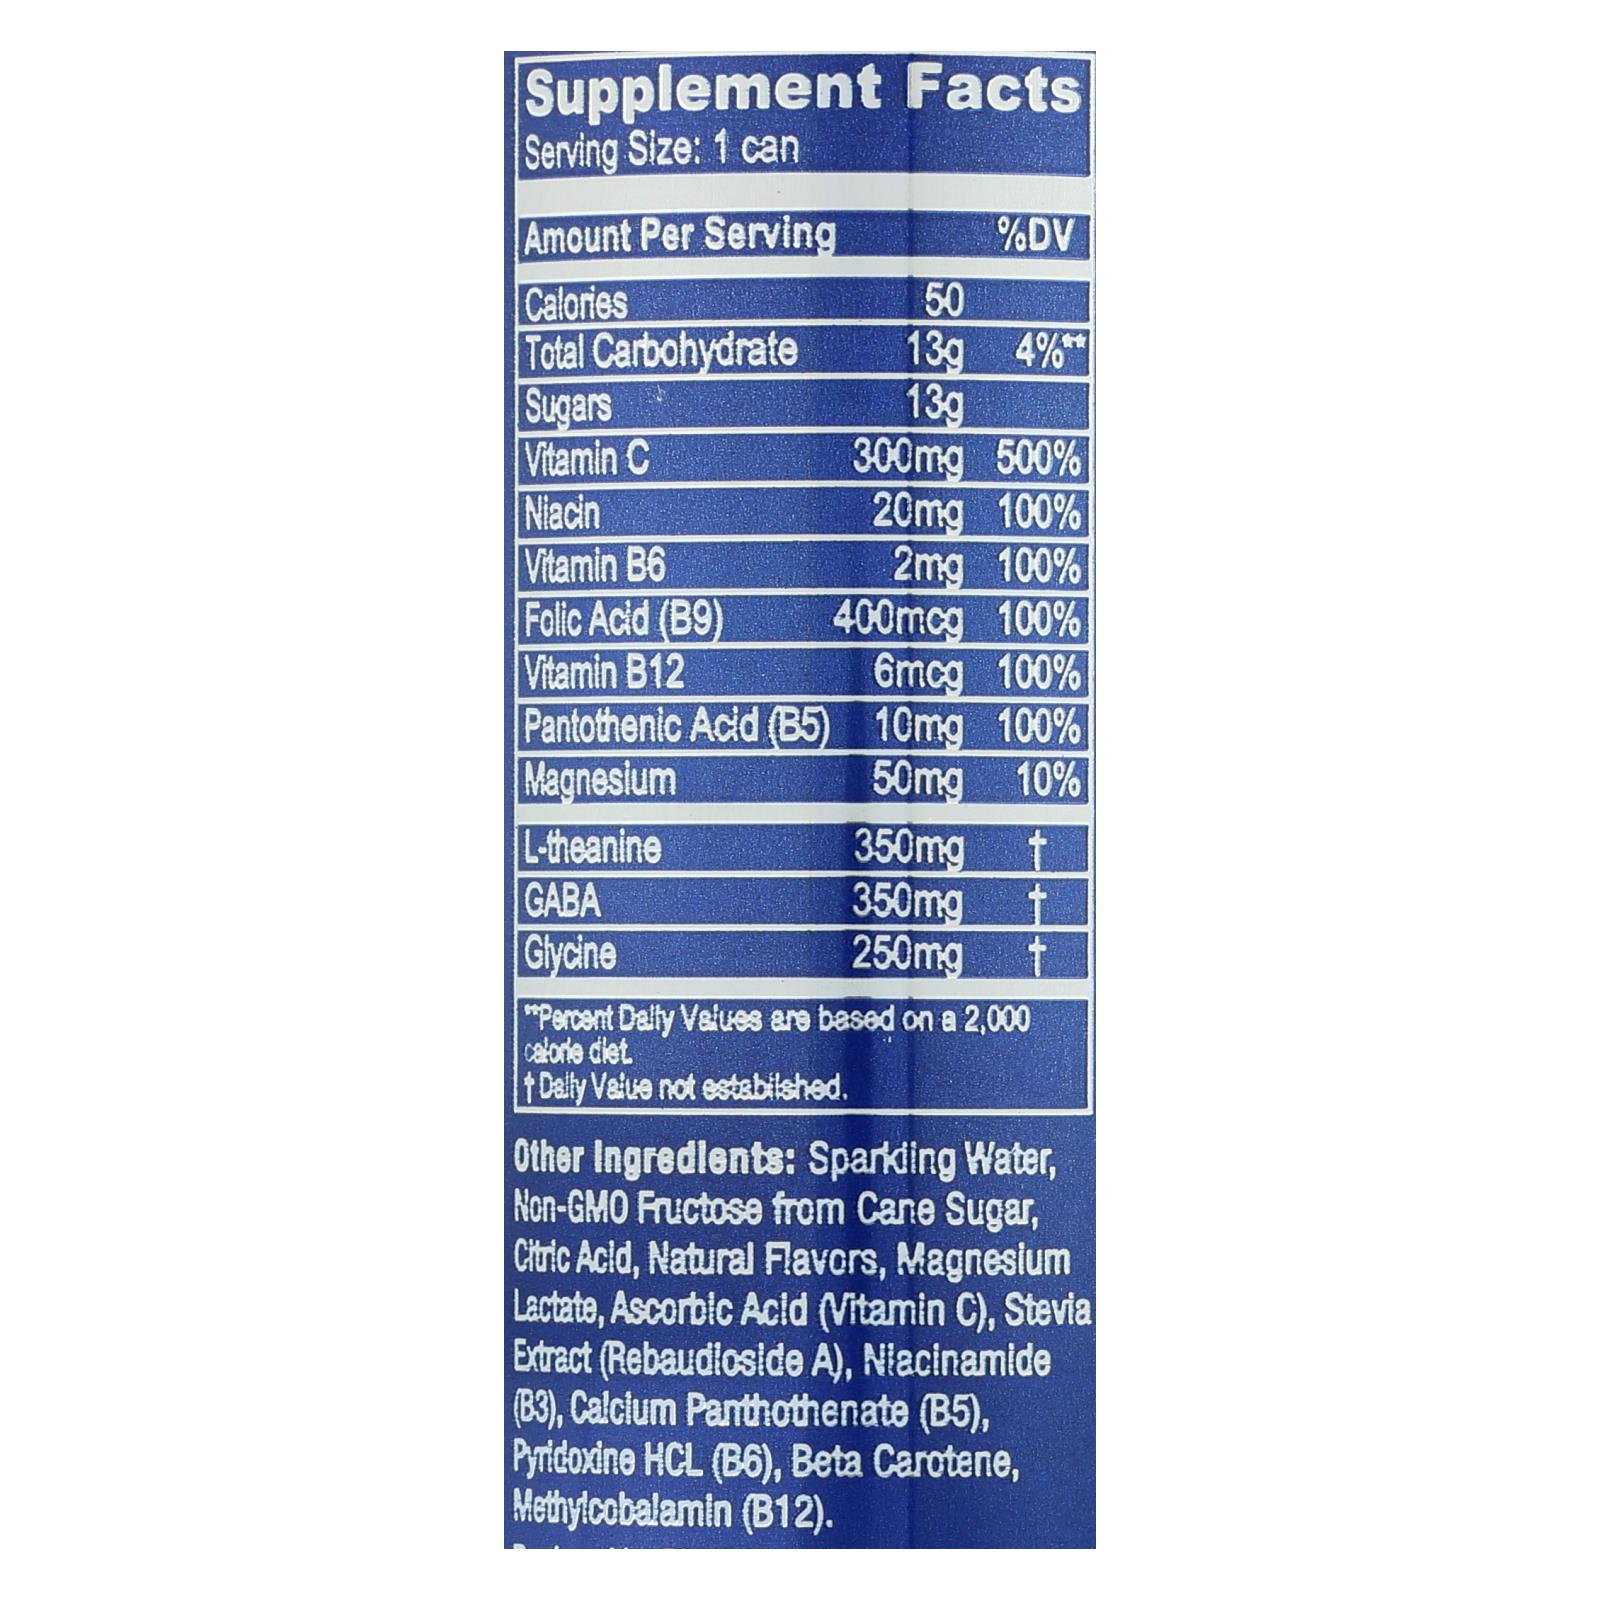 Supplement Facts
Serving Size: 1 can
Amount Per Serving %DV
Calories 50
Total Carbohydrate 13g 4%**
Sugars 13g
Vitamin C 300mg 500%
Niacin 20mg 100%
Vitamin B6 2mg 100%
Folic Acid (B9) 400mcg 100%
Vitamin B12 6mcg 100%
Pantothenic Acid (B5) 10mg 100%
Magnesium 50mg 10%
L-theanine 350mg †
GABA 350mg †
Glycine 250mg †
**Percent Daily Values are based on a 2,000
calorie diet.
† Daily Value not established.
Other Ingredients: Sparkling Water,
Non-GMO Fructose from Cane Sugar,
Citric Acid, Natural Flavors, Magnesium
Lactate, Ascorbic Acid (Vitamin C), Stevia
Extract (Rebaudioside A), Niacinamide
(B3), Calcium Panthothenate (B5),
Pyridoxine HCL (B6), Beta Carotene,
Methylcobalamin (B12).